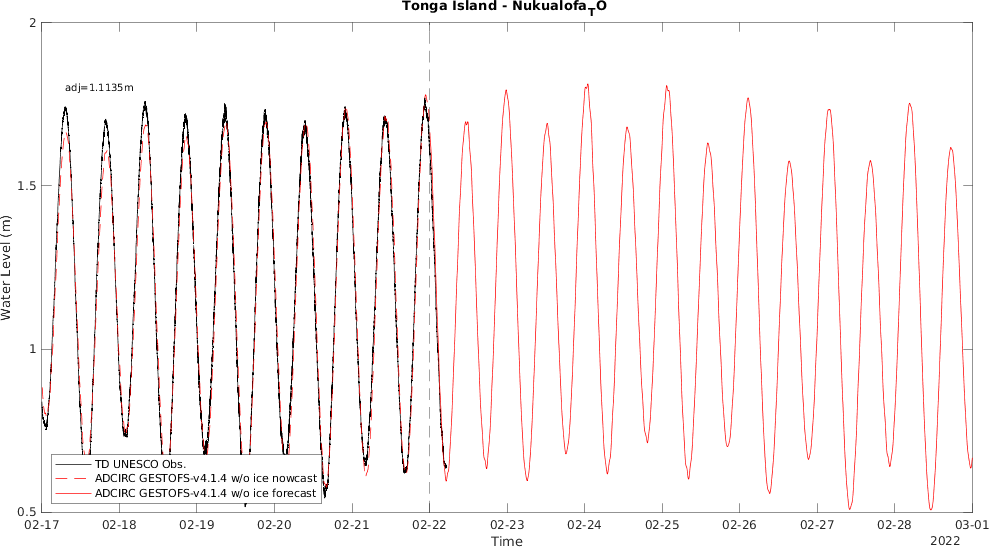 Tonga Island - NukualofaTO
adj=1.1135m
Water Level (m)
2
1.5
1
0.5
TD UNESCO Obs.
ADCIRC GESTOFS-v4.1.4 w/o ice nowcast
ADCIRC GESTOFS-v4.1.4 w/o ice forecast
02-17 02-18 02-19 02-20 02-21 02-22 02-23 02-24 02-25 02-26 02-27 02-28 03-01
Time
2022